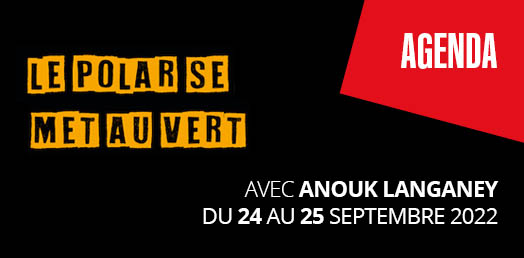 AGENDA
LE POLAR SE
MET AU VERT
AVEC ANOUK LANGANEY
DU 24 AU 25 SEPTEMBRE 2022